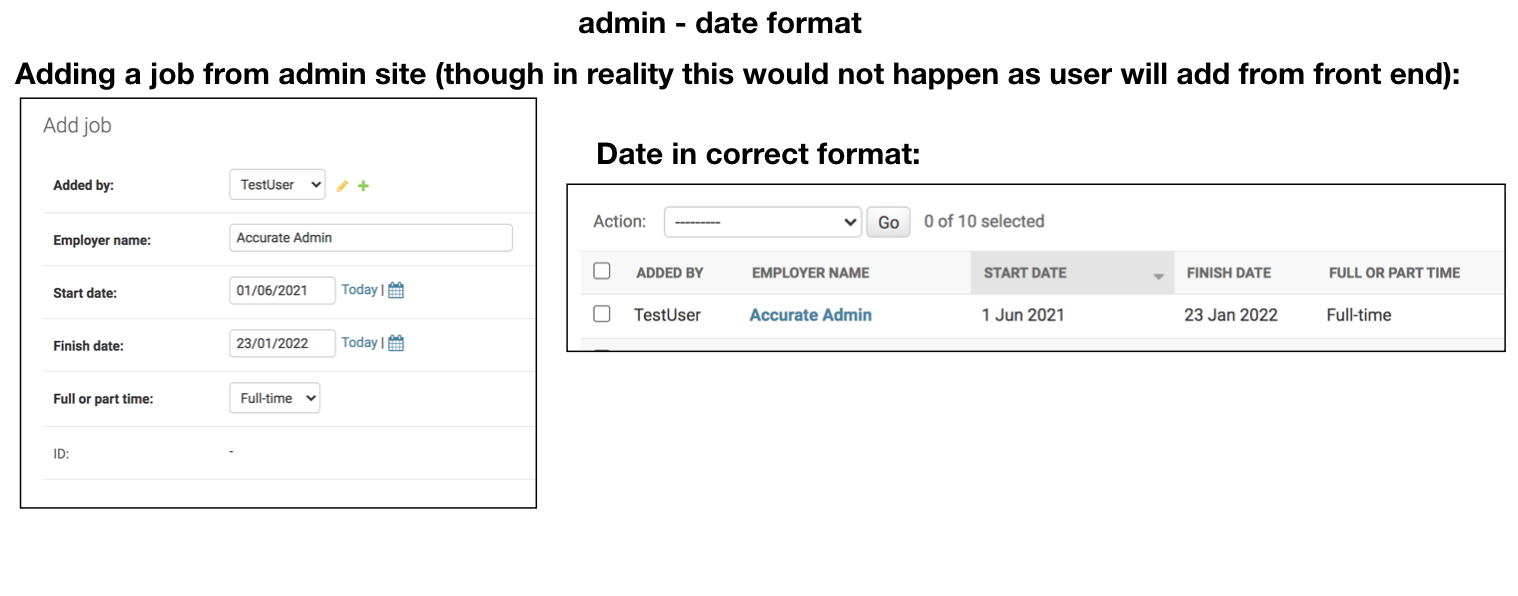 admin - date format
Adding a job from admin site (though in reality this would not happen as user will add from front end):
Add job
Added by: TestUser
Employer name: Accurate Admin
Start date: 01/06/2021 Today |
Finish date: 23/01/2022 Today |
Full or part time: Full-time
ID: -
Date in correct format:
Action: --------- Go 0 of 10 selected
ADDED BY EMPLOYER NAME START DATE FINISH DATE FULL OR PART TIME
TestUser Accurate Admin 1 Jun 2021 23 Jan 2022 Full-time